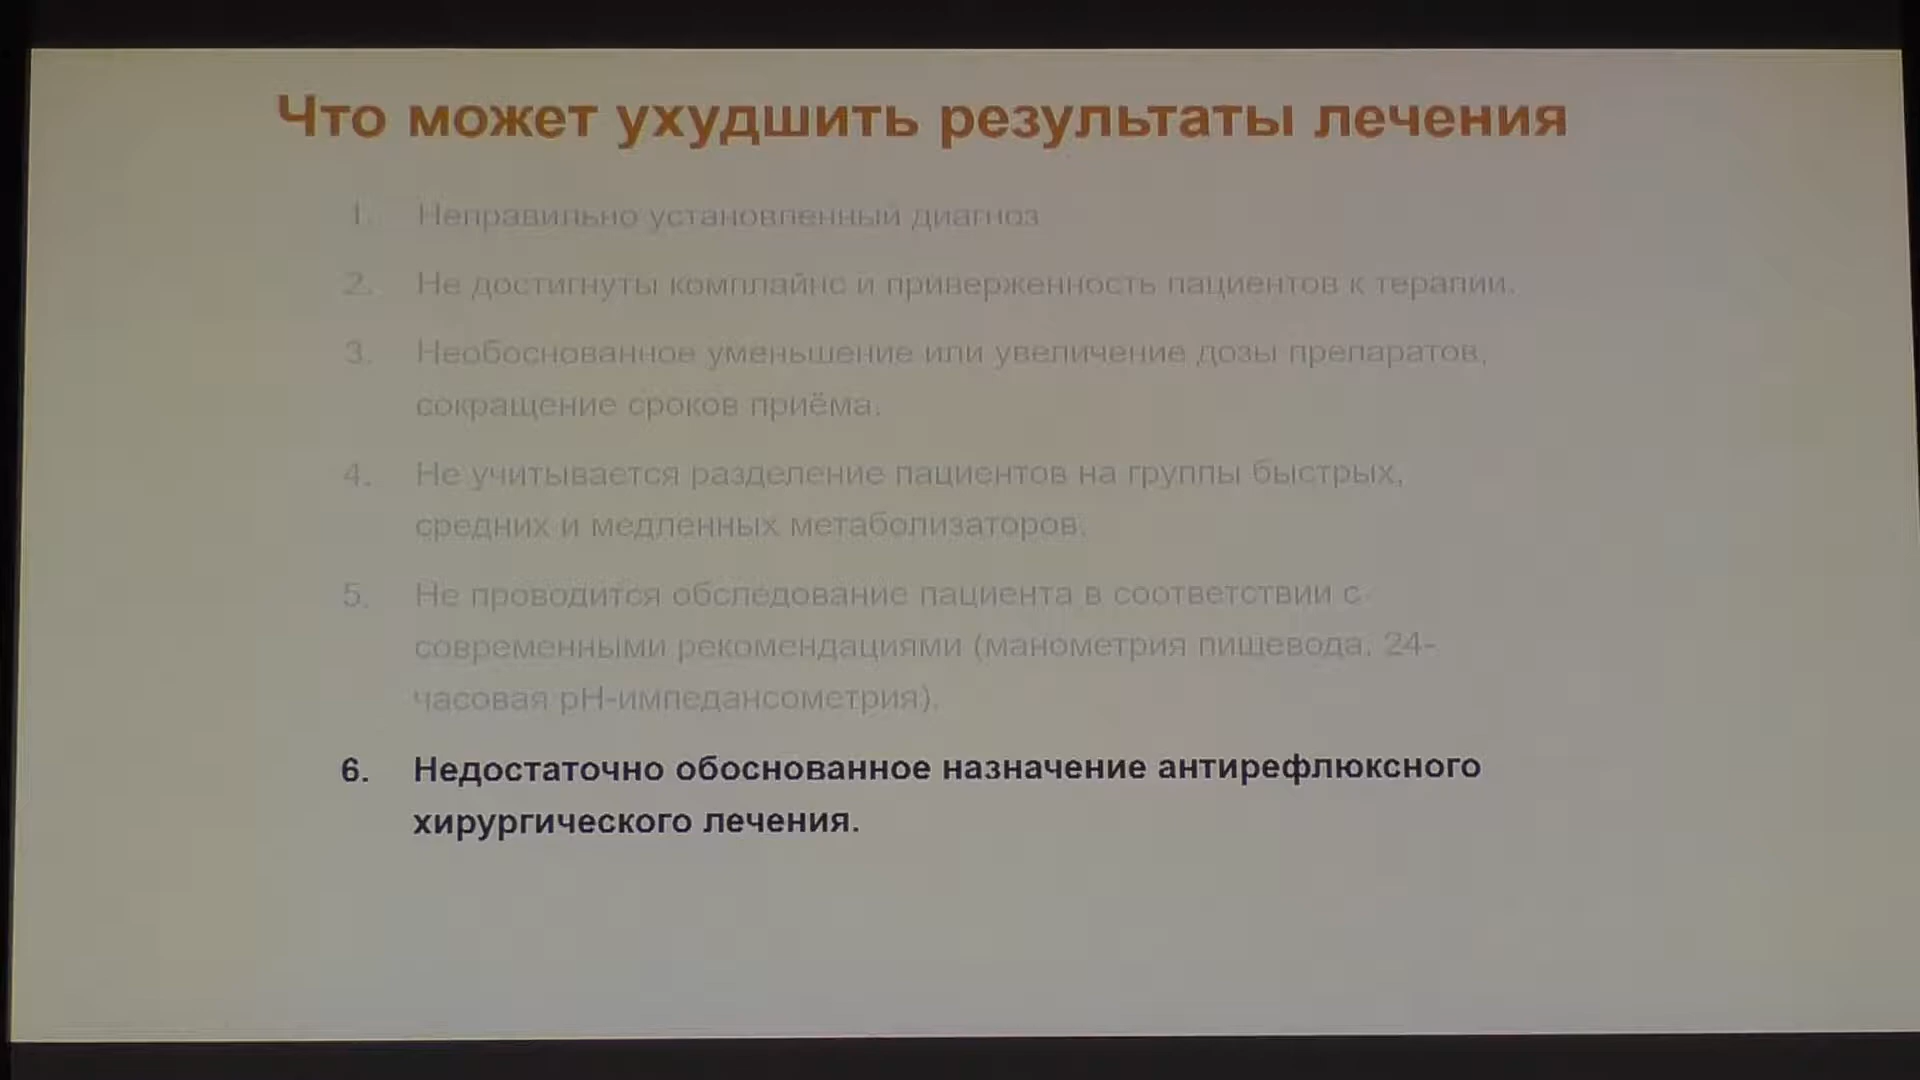 Что может ухудшить результаты лечения
1. Неправильно установленный диагноз
2. Не достигнуты комплайнс и приверженность пациентов к терапии.
3. Необоснованное уменьшение или увеличение дозы препаратов,
сокращение сроков приёма.
4. Не учитывается разделение пациентов на группы быстрых,
средних и медленных метаболизаторов.
5. Не проводится обследование пациента в соответствии с
современными рекомендациями (манометрия пищевода, 24-
часовая pH-импедансометрия).
6. Недостаточно обоснованное назначение антирефлюксного
хирургического лечения.